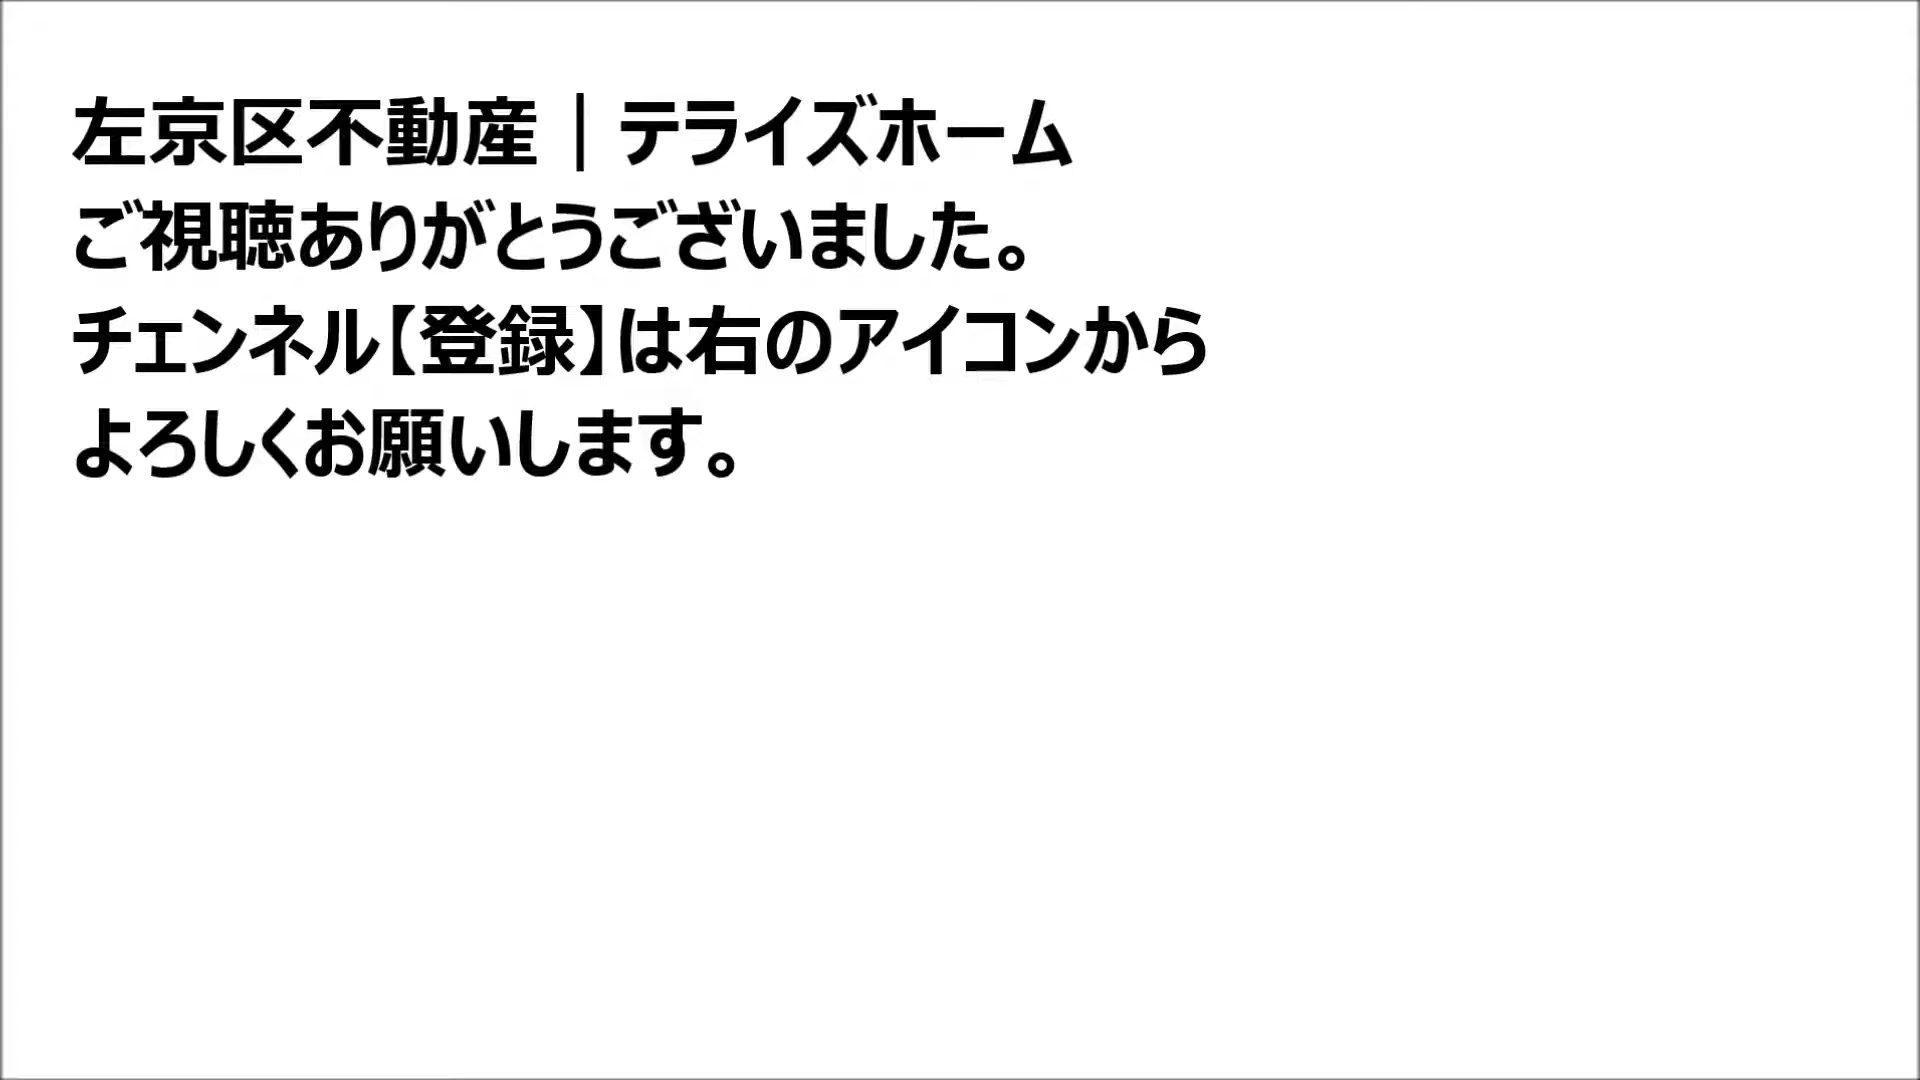 左京区不動産｜テライズホーム
ご視聴ありがとうございました。
チェンネル【登録】は右のアイコンから
よろしくお願いします。